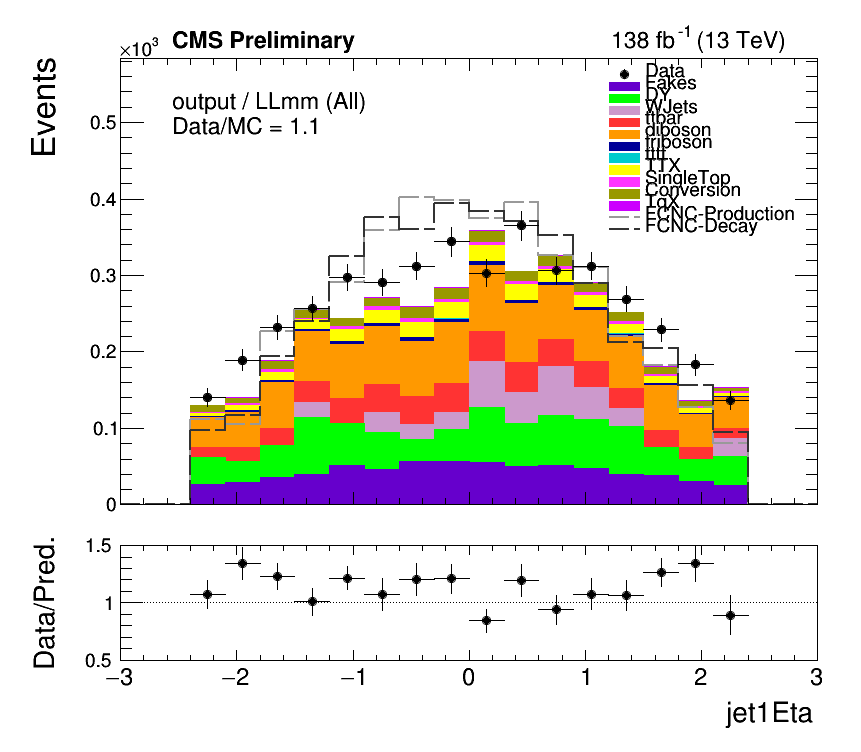 ×10³ CMS Preliminary 138 fb⁻¹ (13 TeV)
Events
output / LLmm (All)
Data/MC = 1.1
Data
Fakes
DY
WJets
ttbar
diboson
triboson
tttt
TTX
SingleTop
Conversion
TqX
FCNC-Production
FCNC-Decay
0.5
0.4
0.3
0.2
0.1
0
Data/Pred.
1.5
1
0.5
−3 −2 −1 0 1 2 3
jet1Eta